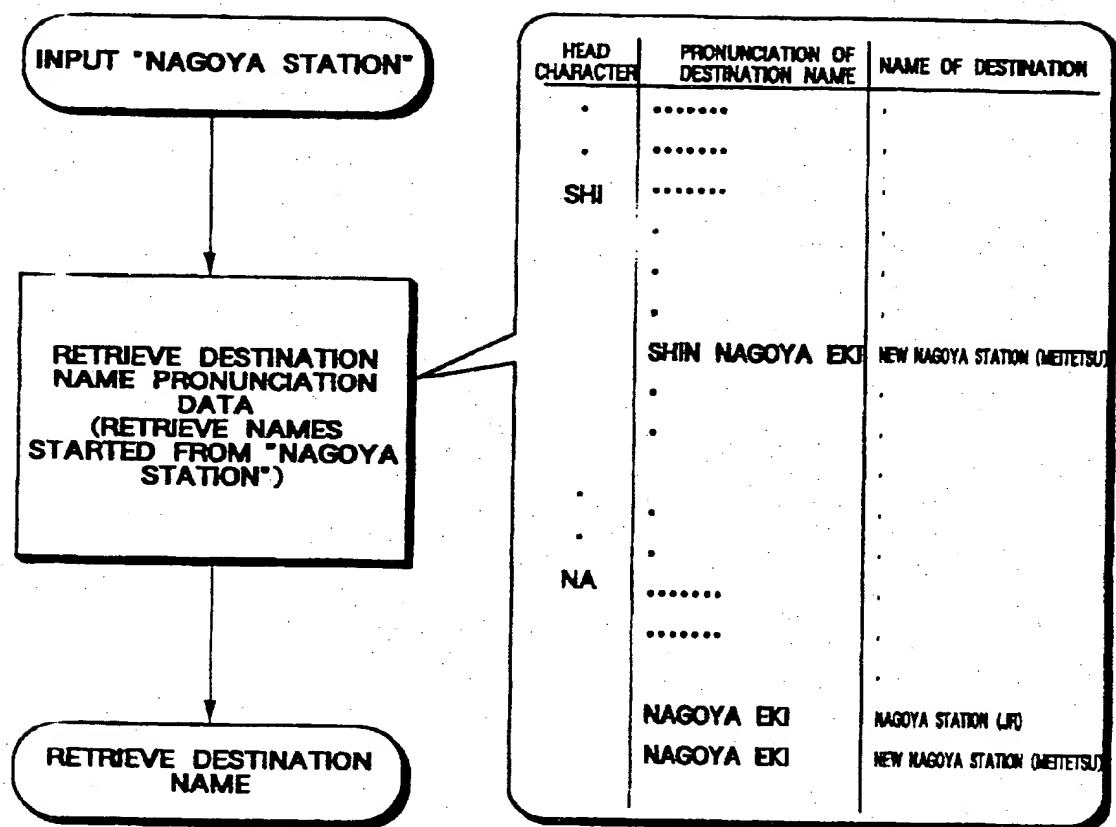 INPUT "NAGOYA STATION"
RETRIEVE DESTINATION
NAME PRONUNCIATION
DATA
(RETRIEVE NAMES
STARTED FROM "NAGOYA
STATION")
RETRIEVE DESTINATION
NAME
HEAD CHARACTER
PRONUNCIATION OF DESTINATION NAME
NAME OF DESTINATION
SHI
SHIN NAGOYA EKI NEW NAGOYA STATION (MEITETSU)
NA
NAGOYA EKI NAGOYA STATION (JR)
NAGOYA EKI NEW NAGOYA STATION (MEITETSU)